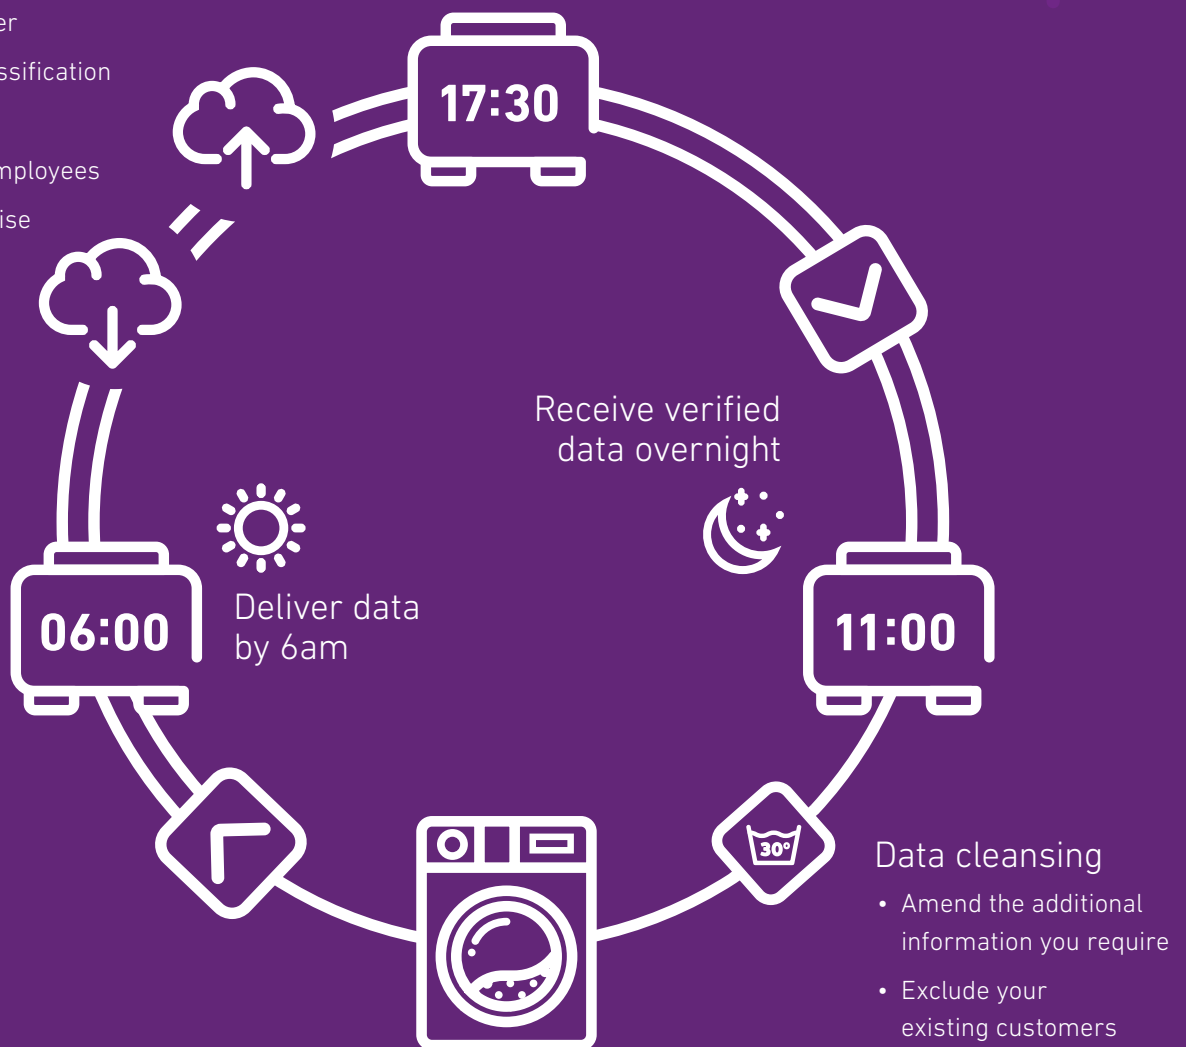 er
ssification
mployees
ise
17:30
Receive verified
data overnight
Deliver data
by 6am
06:00
11:00
30°
Data cleansing
• Amend the additional
information you require
• Exclude your
existing customers